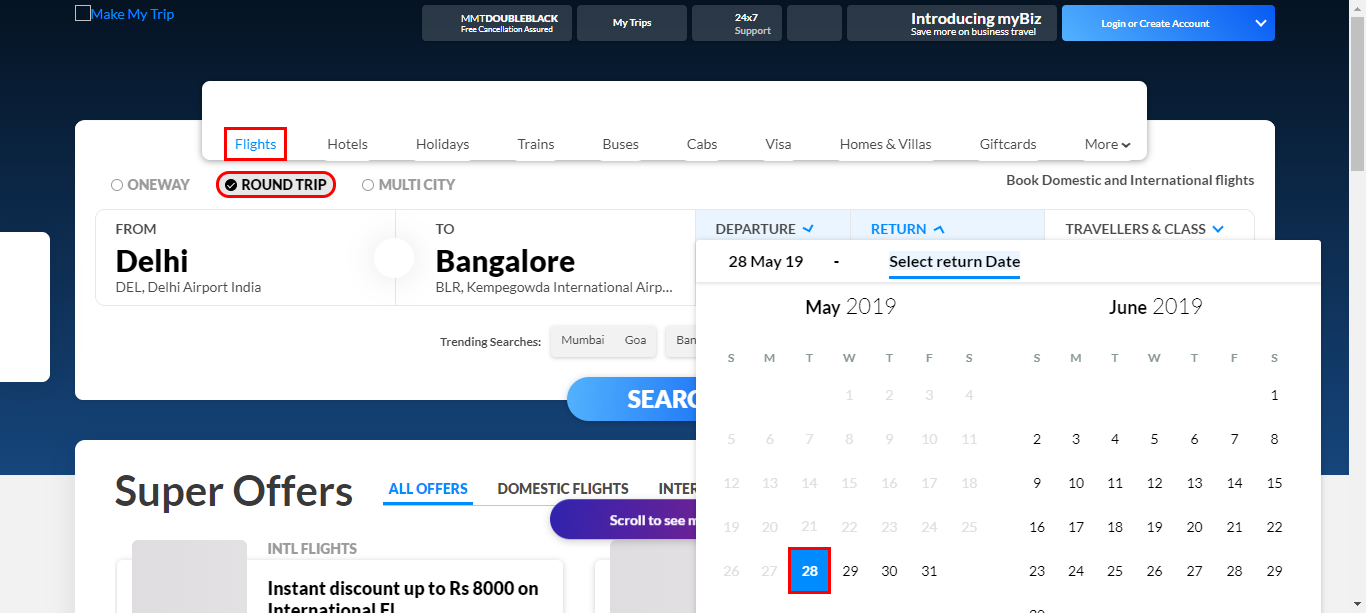 Make My Trip
MMTDOUBLEBLACK
Free Cancellation Assured
My Trips
24x7
Support
Introducing myBiz
Save more on business travel
Login or Create Account
Flights Hotels Holidays Trains Buses Cabs Visa Homes & Villas Giftcards More
ONEWAY ROUND TRIP MULTI CITY
Book Domestic and International flights
FROM
Delhi
DEL, Delhi Airport India
TO
Bangalore
BLR, Kempegowda International Airp...
DEPARTURE RETURN TRAVELLERS & CLASS
28 May 19 - Select return Date
Trending Searches: Mumbai Goa Ban
SEARC
May 2019
S M T W T F S
1 2 3 4
5 6 7 8 9 10 11
12 13 14 15 16 17 18
19 20 21 22 23 24 25
26 27 28 29 30 31
June 2019
S M T W T F S
1
2 3 4 5 6 7 8
9 10 11 12 13 14 15
16 17 18 19 20 21 22
23 24 25 26 27 28 29
Super Offers
ALL OFFERS DOMESTIC FLIGHTS INTER
Scroll to see m
INTL FLIGHTS
Instant discount up to Rs 8000 on
International Fl